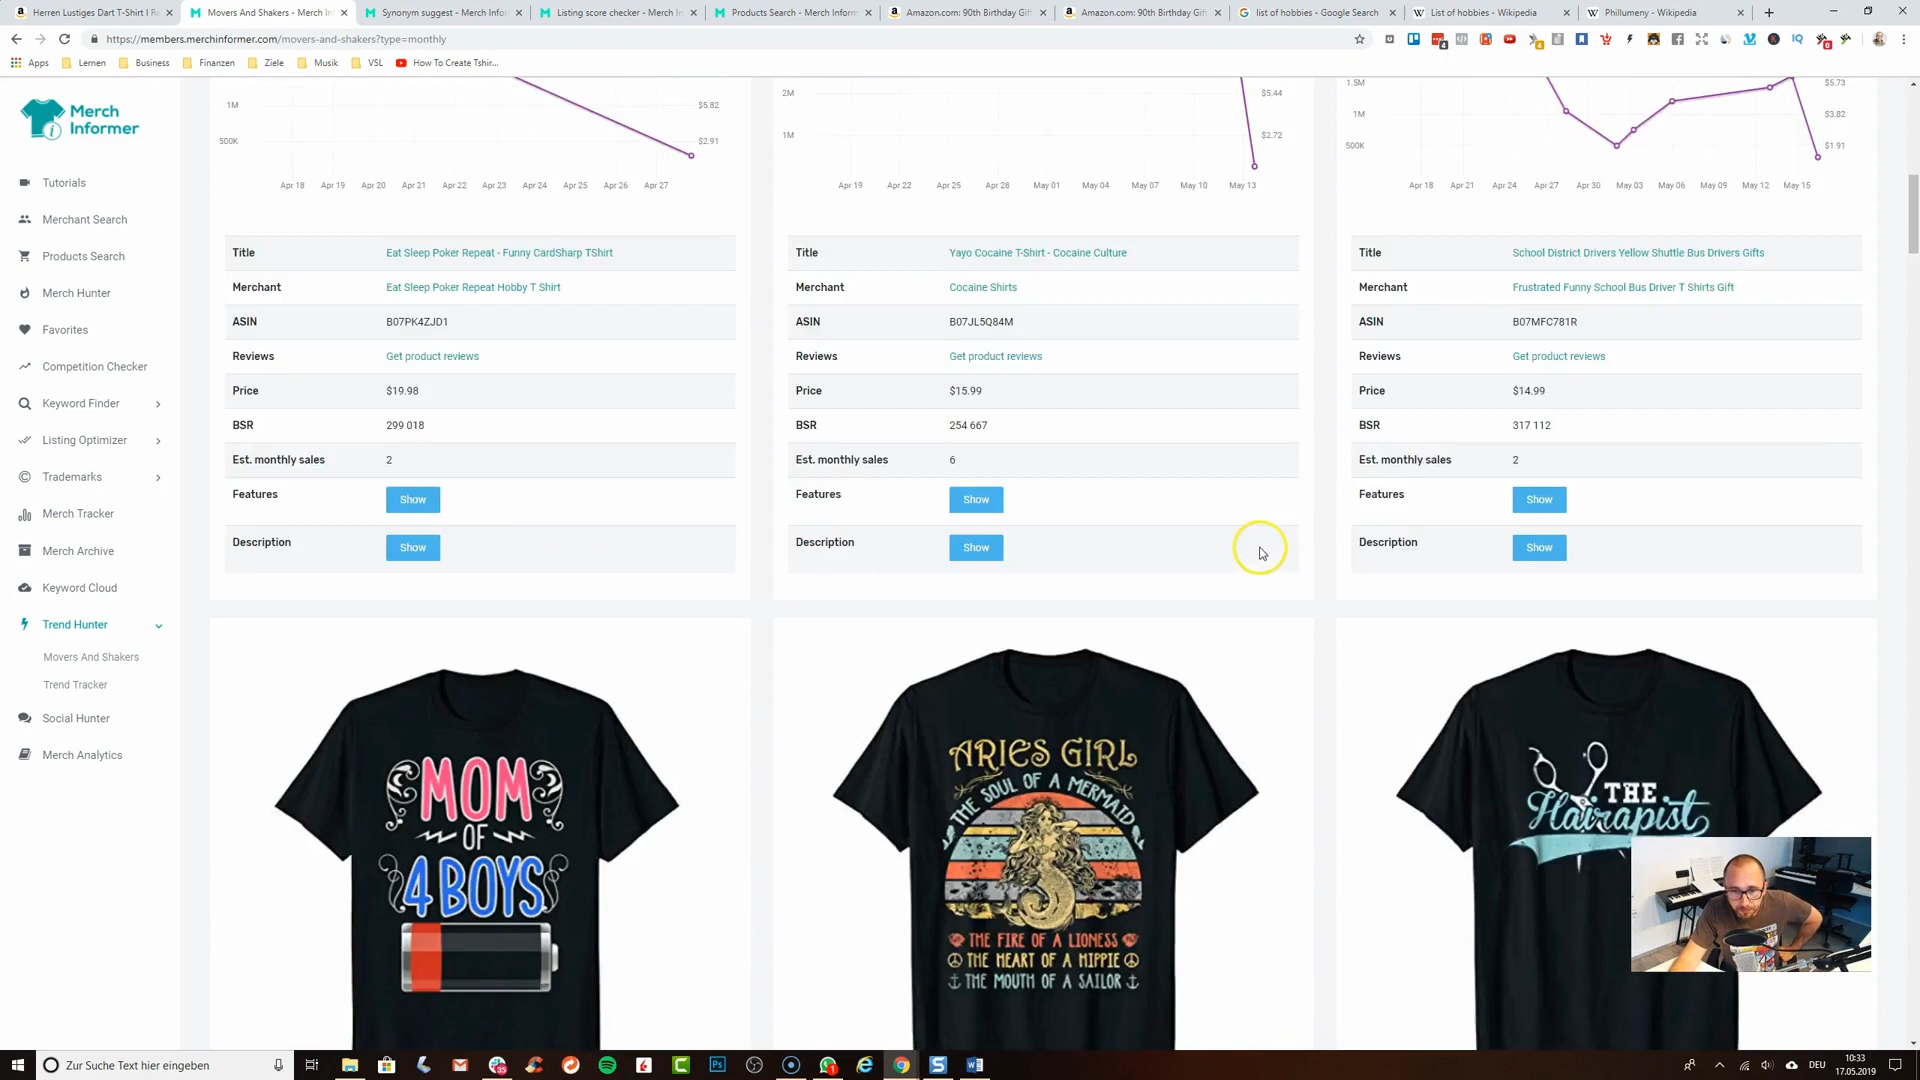 Herren Lustiges Dart T-Shirt I R
Movers And Shakers - Merch In
Synonym suggest - Merch Infor
Listing score checker - Merch In
Products Search - Merch Inform
Amazon.com: 90th Birthday Gif
Amazon.com: 90th Birthday Gif
list of hobbies - Google Search
List of hobbies - Wikipedia
Phillumeny - Wikipedia
https://members.merchinformer.com/movers-and-shakers?type=monthly
Apps
Lernen
Business
Finanzen
Ziele
Musik
VSL
How To Create Tshir...
Merch
Informer
Tutorials
Merchant Search
Products Search
Merch Hunter
Favorites
Competition Checker
Keyword Finder
Listing Optimizer
Trademarks
Merch Tracker
Merch Archive
Keyword Cloud
Trend Hunter
Movers And Shakers
Trend Tracker
Social Hunter
Merch Analytics
1M
500K
$5.82
$2.91
Apr 18 Apr 19 Apr 20 Apr 21 Apr 22 Apr 23 Apr 24 Apr 25 Apr 26 Apr 27
Title Eat Sleep Poker Repeat - Funny CardSharp TShirt
Merchant Eat Sleep Poker Repeat Hobby T Shirt
ASIN B07PK4ZJD1
Reviews Get product reviews
Price $19.98
BSR 299 018
Est. monthly sales 2
Features Show
Description Show
2M
1M
$5.44
$2.72
Apr 19 Apr 22 Apr 25 Apr 28 May 01 May 04 May 07 May 10 May 13
Title Yayo Cocaine T-Shirt - Cocaine Culture
Merchant Cocaine Shirts
ASIN B07JL5Q84M
Reviews Get product reviews
Price $15.99
BSR 254 667
Est. monthly sales 6
Features Show
Description Show
1.5M
1M
500K
$5.73
$3.82
$1.91
Apr 18 Apr 21 Apr 24 Apr 27 Apr 30 May 03 May 06 May 09 May 12 May 15
Title School District Drivers Yellow Shuttle Bus Drivers Gifts
Merchant Frustrated Funny School Bus Driver T Shirts Gift
ASIN B07MFC781R
Reviews Get product reviews
Price $14.99
BSR 317 112
Est. monthly sales 2
Features Show
Description Show
MOM
OF
4 BOYS
ARIES GIRL
THE SOUL OF A MERMAID
THE FIRE OF A LIONESS
THE HEART OF A HIPPIE
THE MOUTH OF A SAILOR
THE
Hairapist
Zur Suche Text hier eingeben
DEU
10:33
17.05.2019